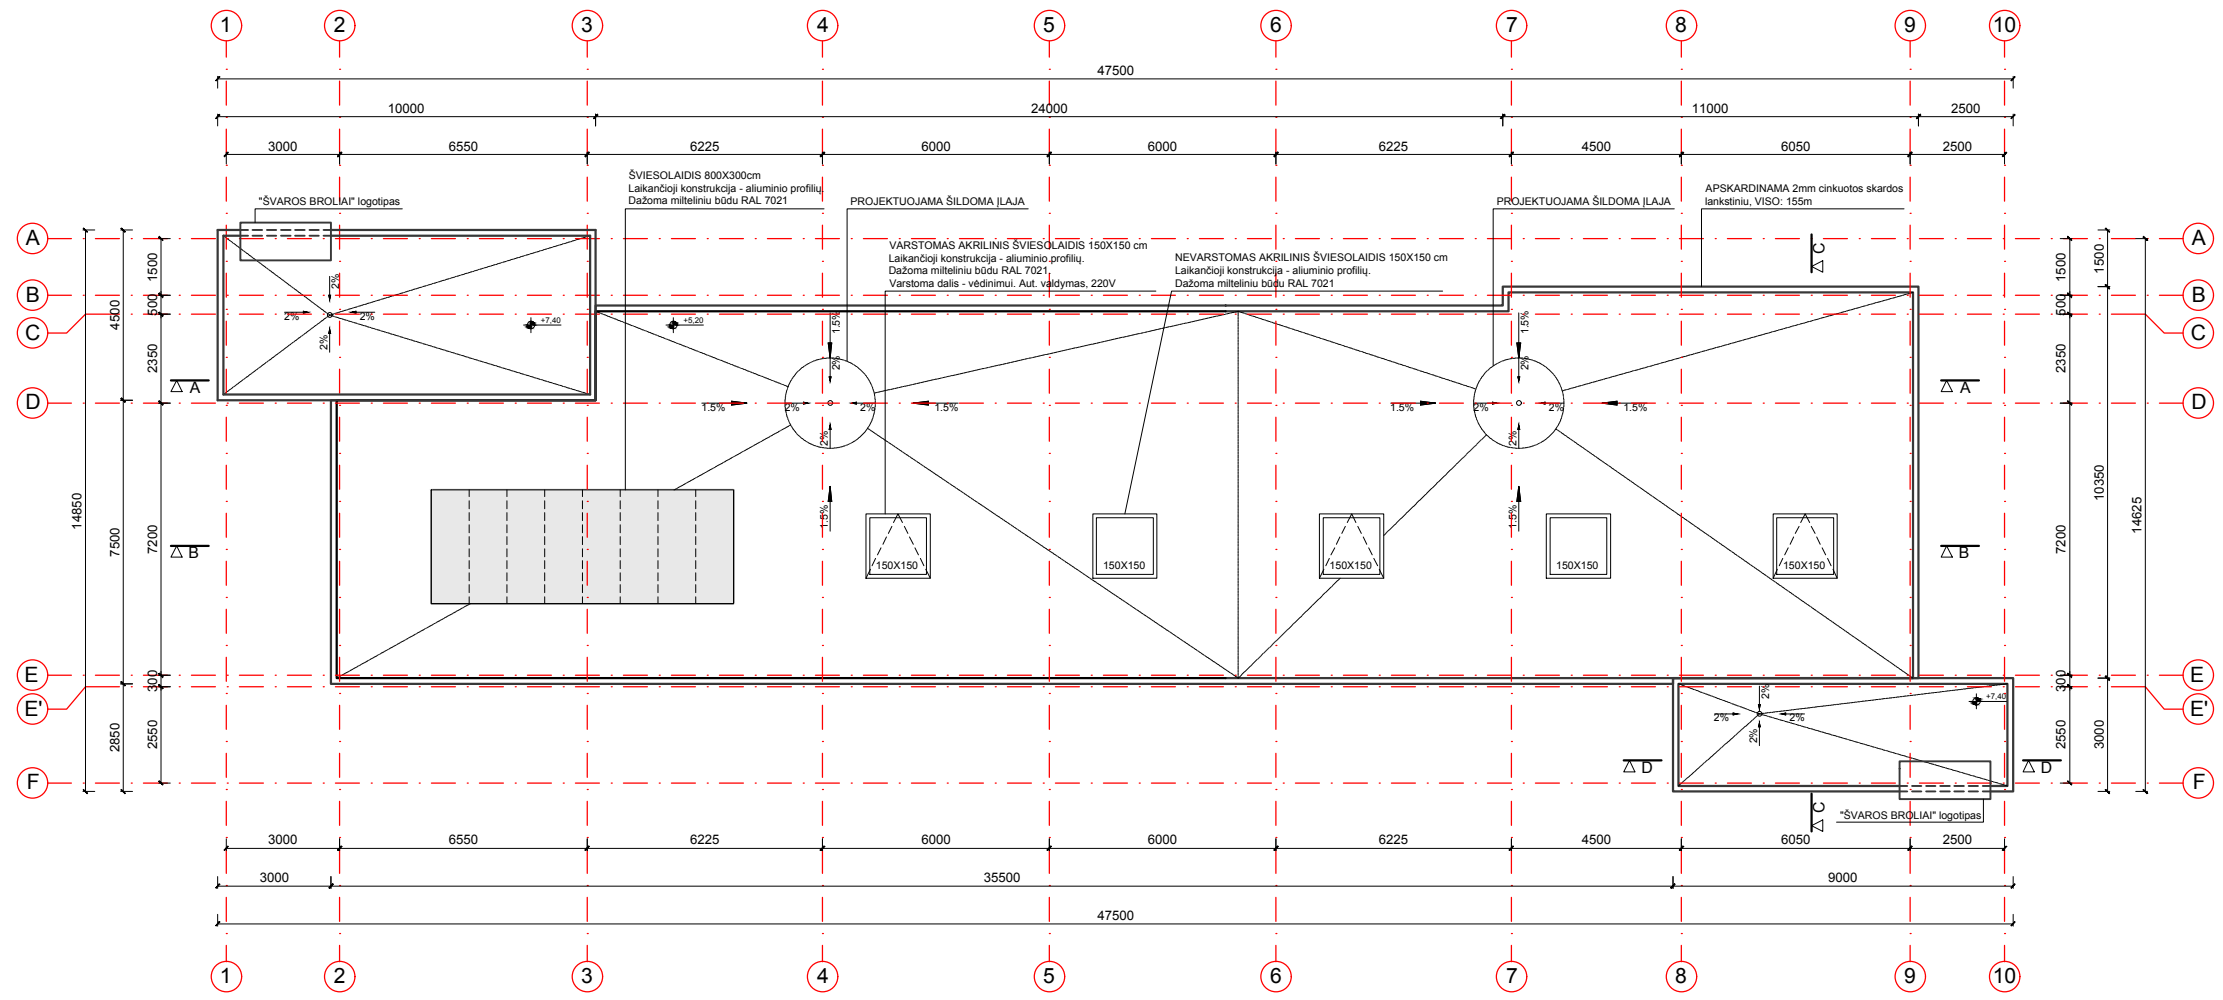 1 2 3 4 5 6 7 8 9 10
47500
10000 24000 11000 2500
3000 6550 6225 6000 6000 6225 4500 6050 2500
ŠVIESOLAIDIS 800X300cm
Laikančioji konstrukcija - aliuminio profilių.
Dažoma milteliniu būdu RAL 7021
"ŠVAROS BROLIAI" logotipas
PROJEKTUOJAMA ŠILDOMA ĮLAJA
PROJEKTUOJAMA ŠILDOMA ĮLAJA
APSKARDINAMA 2mm cinkuotos skardos
lankstiniu, VISO: 155m
VARSTOMAS AKRILINIS ŠVIESOLAIDIS 150X150 cm
Laikančioji konstrukcija - aliuminio profilių.
Dažoma milteliniu būdu RAL 7021.
Varstoma dalis - vėdinimui. Aut. valdymas, 220V
NEVARSTOMAS AKRILINIS ŠVIESOLAIDIS 150X150 cm
Laikančioji konstrukcija - aliuminio profilių.
Dažoma milteliniu būdu RAL 7021
A
B
C
D
E
E'
F
14850
4500
7500
2850
1500
500
2350
7200
300
2550
A
B
2%
2%
2%
2%
+7,40
+5,20
1.5%
2%
1.5%
2%
2%
1.5%
2%
1.5%
1.5%
2%
1.5%
2%
2%
1.5%
2%
1.5%
150X150
150X150
150X150
150X150
150X150
C
A
B
D
D
C
2%
2%
2%
2%
+7,40
"ŠVAROS BROLIAI" logotipas
1500
500
2350
7200
300
2550
1500
10350
3000
14625
A
B
C
D
E
E'
F
3000 6550 6225 6000 6000 6225 4500 6050 2500
3000 35500 9000
47500
1 2 3 4 5 6 7 8 9 10